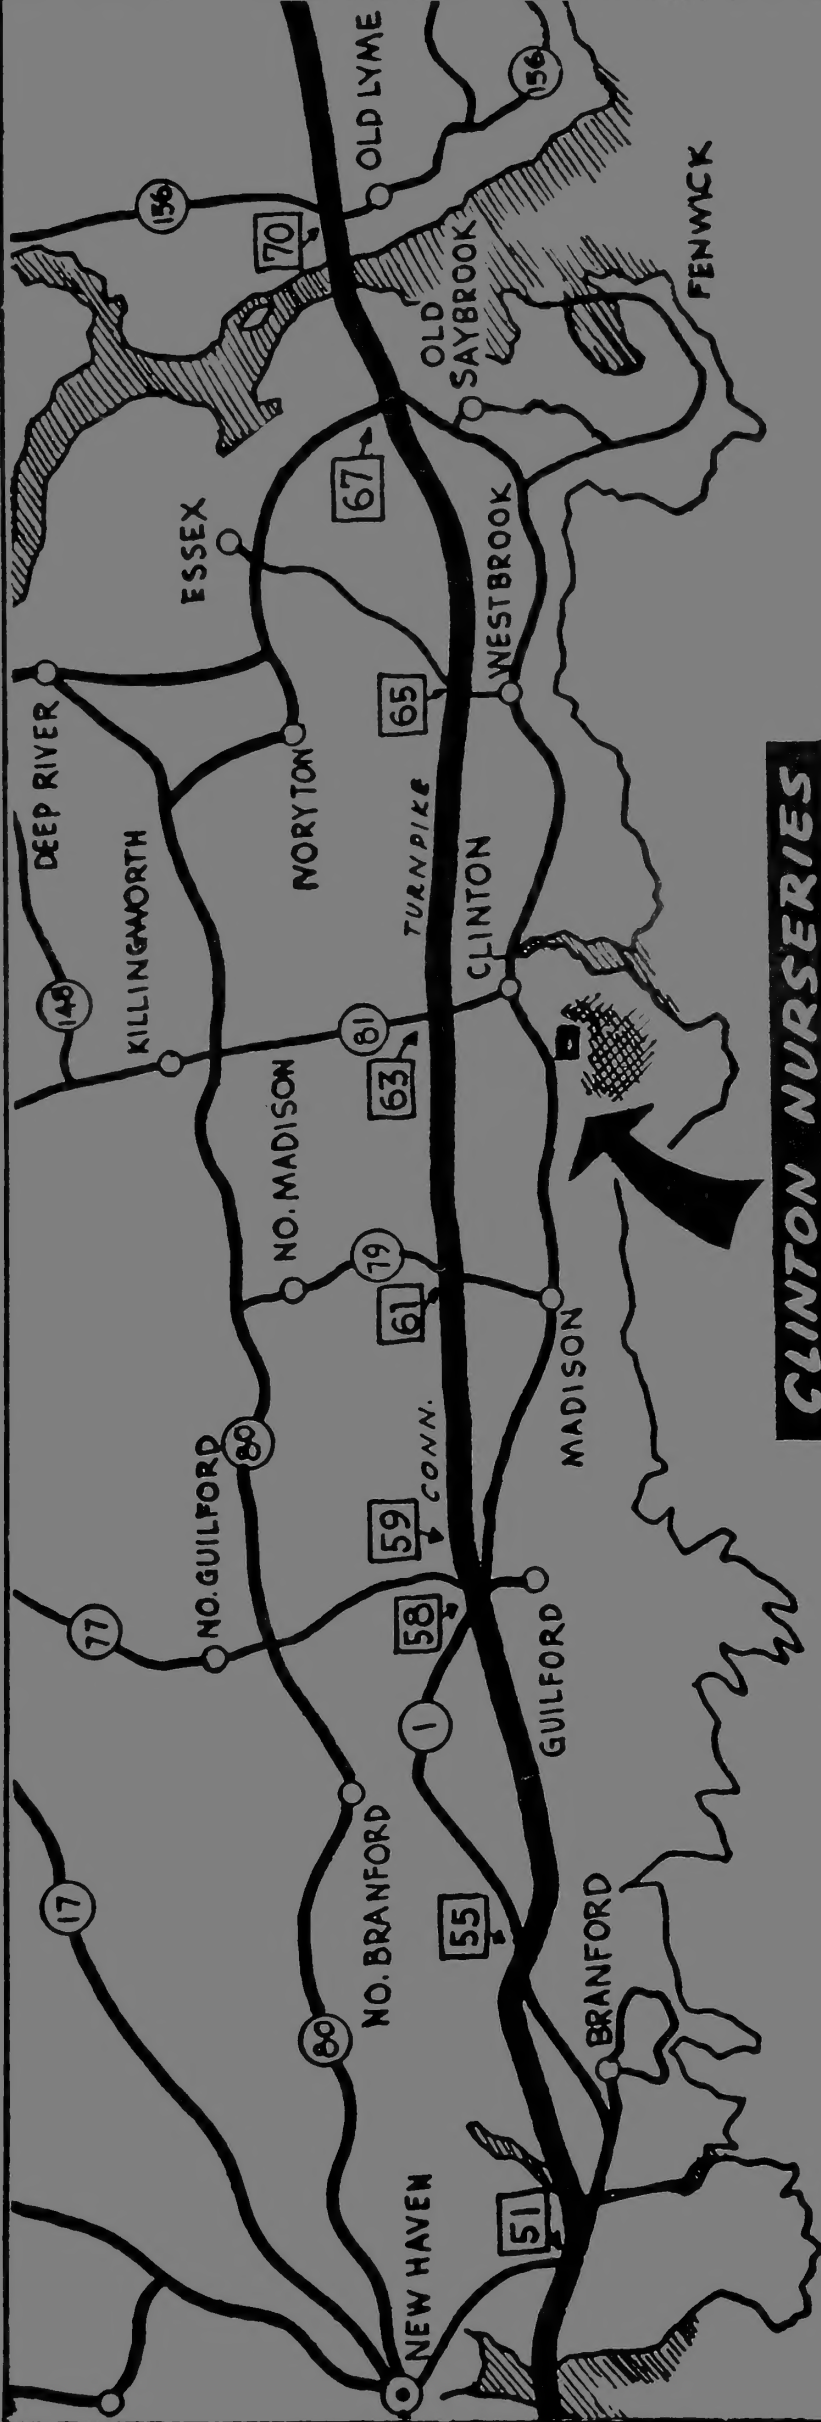 156
OLD LYME
156
70
OLD
SAYBROOK
FENWICK
67
ESSEX
WESTBROOK
65
DEEP RIVER
NORYTON
TURNPIKE
KILLINGWORTH
CLINTON
148
81
63
NO. MADISON
79
61
MADISON
CONN.
80
NO. GUILFORD
59
58
77
GUILFORD
1
17
NO. BRANFORD
55
BRANFORD
80
NEW HAVEN
51
CLINTON NURSERIES